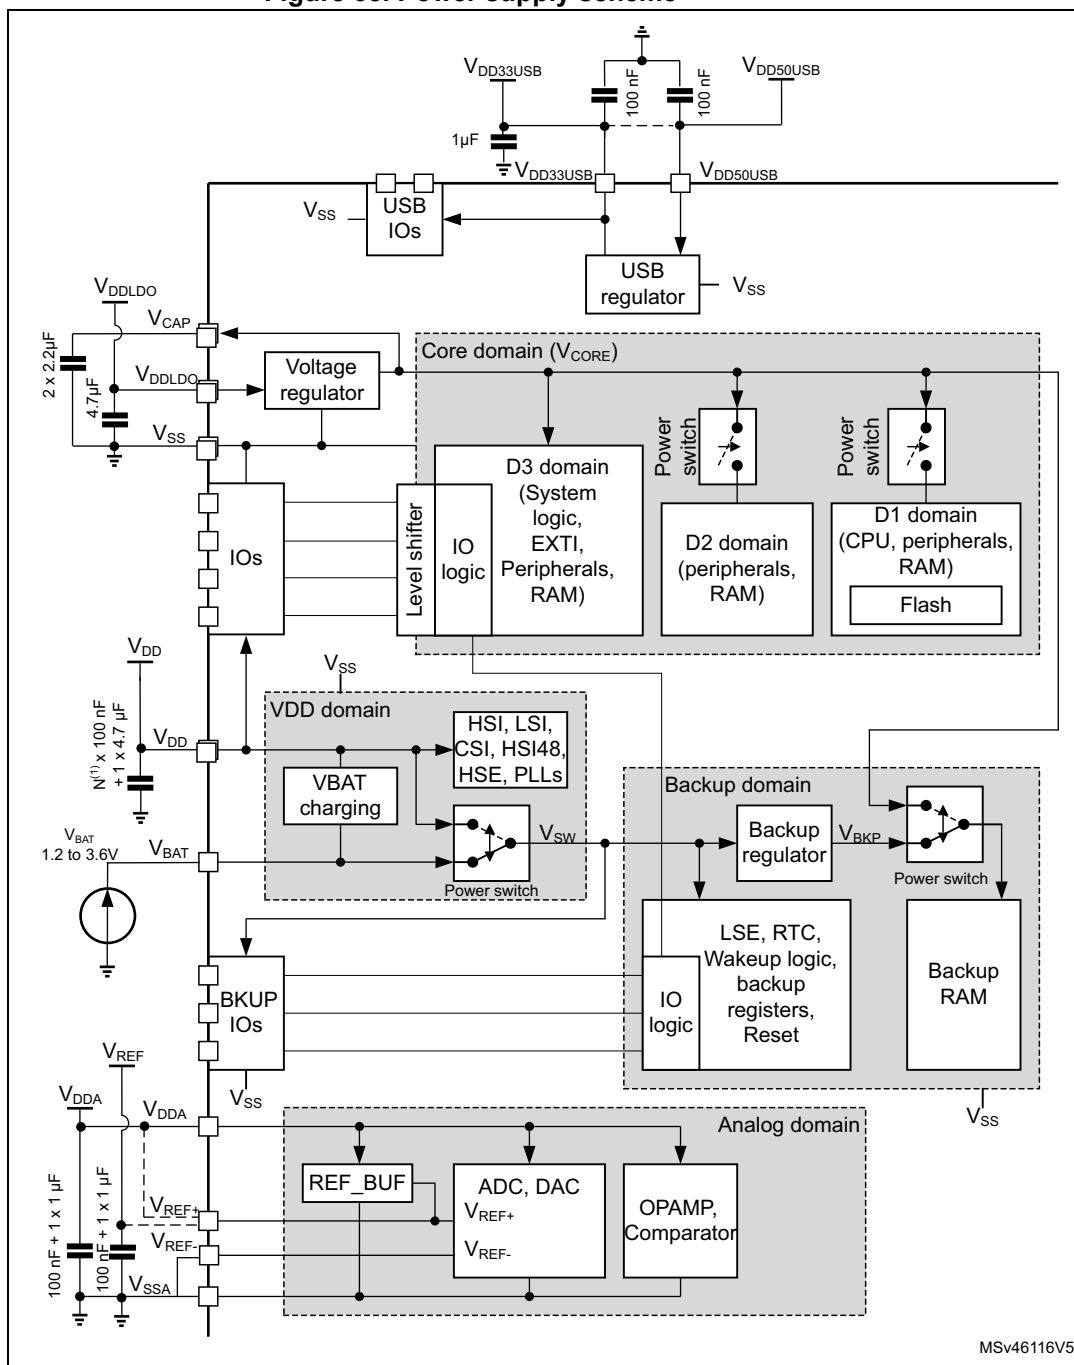 VDD33USB
100 nF
100 nF
VDD50USB
1µF
VDD33USB
VDD50USB
VSS
USB
IOs
USB
regulator
VSS
VDDLDO
VCAP
2 x 2.2µF
VDDLDO
4.7µF
VSS
Voltage
regulator
Core domain (VCORE)
Power
switch
Power
switch
D3 domain
(System
logic,
EXTI,
Peripherals,
RAM)
Level shifter
IO
logic
IOs
D2 domain
(peripherals,
RAM)
D1 domain
(CPU, peripherals,
RAM)
Flash
VDD
VSS
VDD domain
VDD
N(1) x 100 nF
+ 1 x 4.7 µF
HSI, LSI,
CSI, HSI48,
HSE, PLLs
VBAT
charging
VBAT
1.2 to 3.6V
VBAT
Power switch
VSW
Backup domain
Backup
regulator
VBKP
Power switch
LSE, RTC,
Wakeup logic,
backup
registers,
Reset
IO
logic
Backup
RAM
BKUP
IOs
VSS
VSS
VREF
VDDA
VDDA
Analog domain
REF_BUF
ADC, DAC
VREF+
VREF-
OPAMP,
Comparator
VREF+
VREF-
VSSA
100 nF + 1 x 1 µF
100 nF + 1 x 1 µF
MSv46116V5